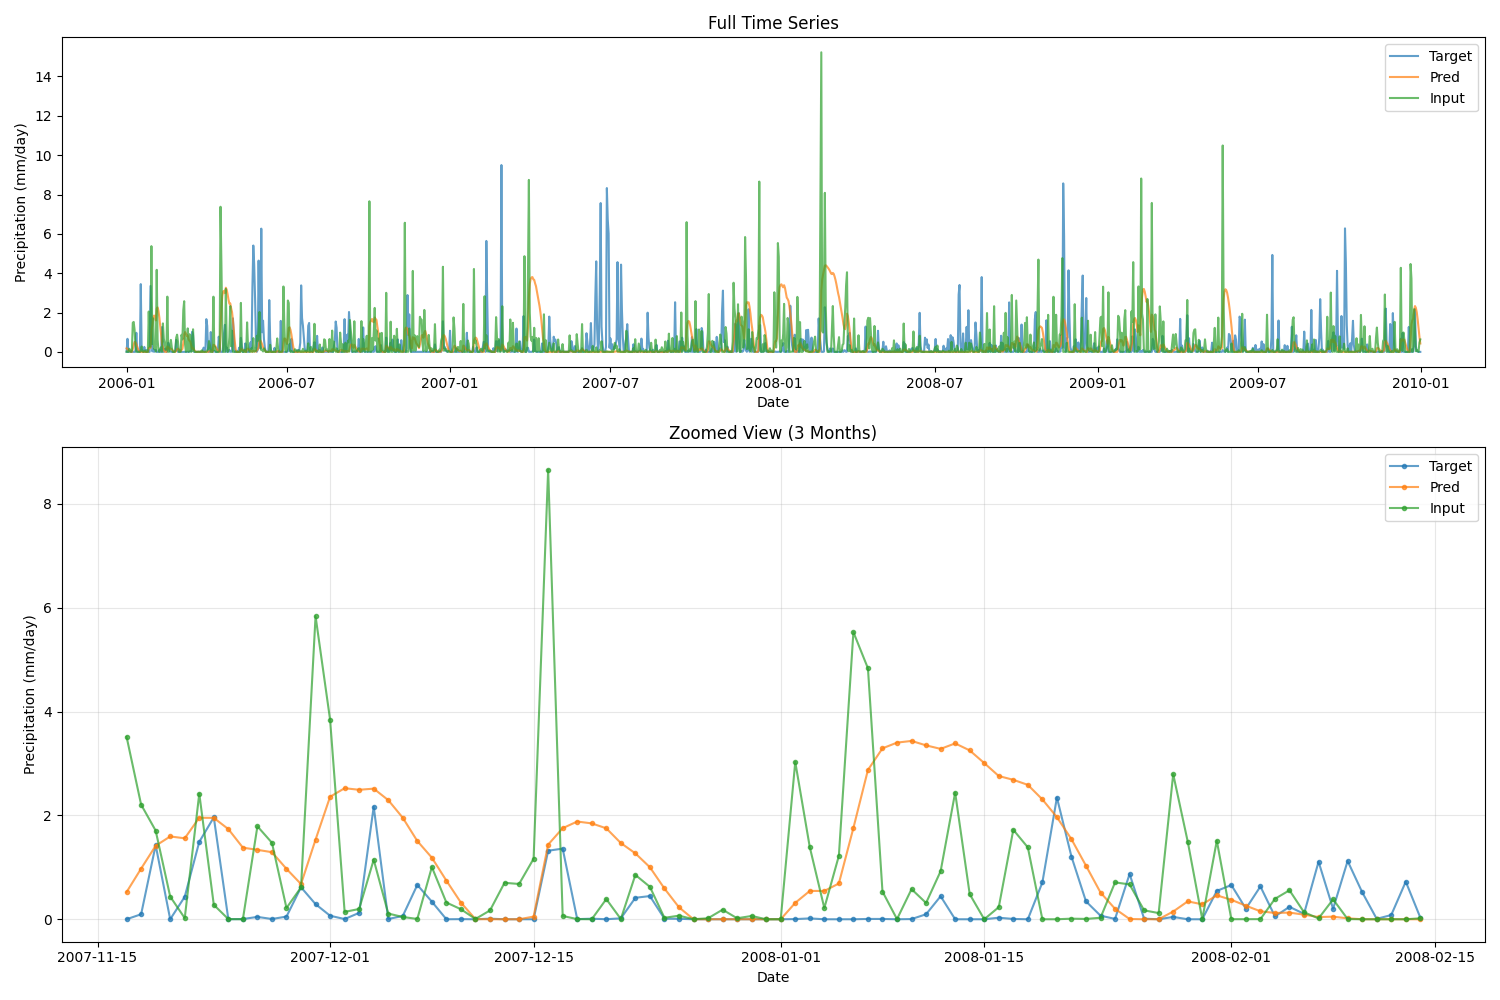 Full Time Series
Precipitation (mm/day)
14
12
10
8
6
4
2
0
Target
Pred
Input
2006-01
2006-07
2007-01
2007-07
2008-01
2008-07
2009-01
2009-07
2010-01
Date
Zoomed View (3 Months)
Precipitation (mm/day)
8
6
4
2
0
Target
Pred
Input
2007-11-15
2007-12-01
2007-12-15
2008-01-01
2008-01-15
2008-02-01
2008-02-15
Date